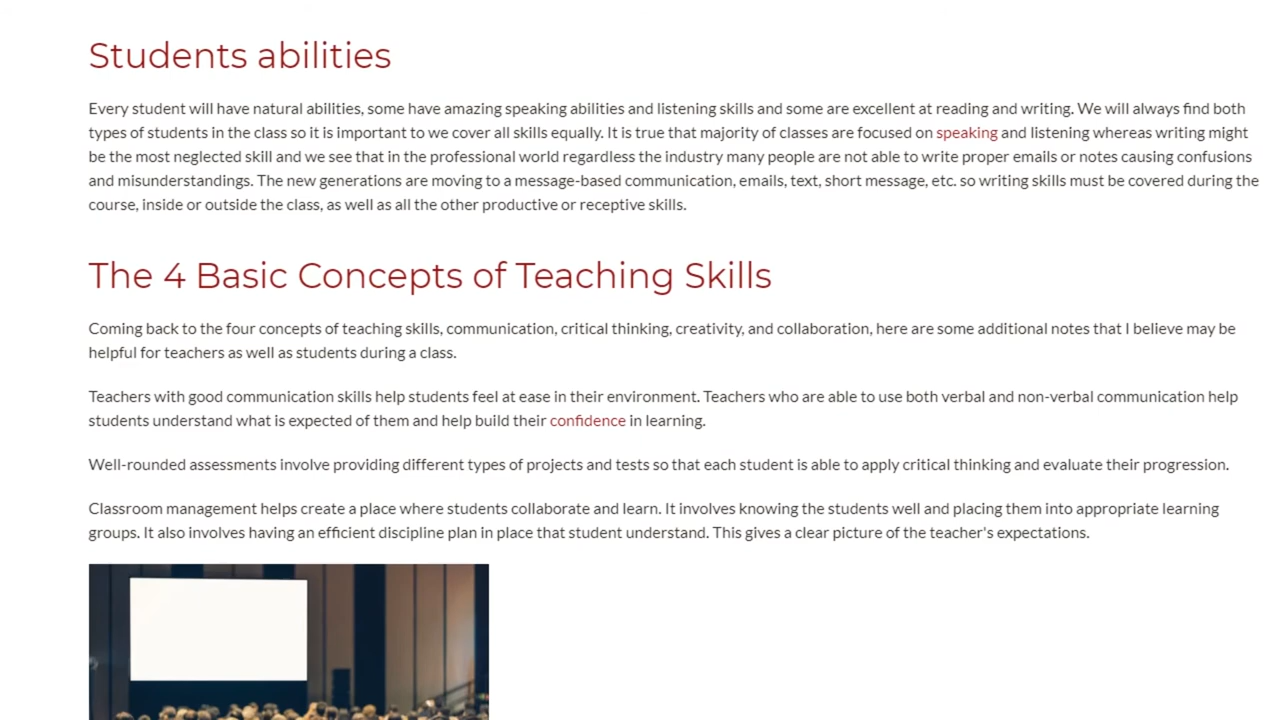 Students abilities
Every student will have natural abilities, some have amazing speaking abilities and listening skills and some are excellent at reading and writing. We will always find both
types of students in the class so it is important to we cover all skills equally. It is true that majority of classes are focused on speaking and listening whereas writing might
be the most neglected skill and we see that in the professional world regardless the industry many people are not able to write proper emails or notes causing confusions
and misunderstandings. The new generations are moving to a message-based communication, emails, text, short message, etc. so writing skills must be covered during the
course, inside or outside the class, as well as all the other productive or receptive skills.
The 4 Basic Concepts of Teaching Skills
Coming back to the four concepts of teaching skills, communication, critical thinking, creativity, and collaboration, here are some additional notes that I believe may be
helpful for teachers as well as students during a class.
Teachers with good communication skills help students feel at ease in their environment. Teachers who are able to use both verbal and non-verbal communication help
students understand what is expected of them and help build their confidence in learning.
Well-rounded assessments involve providing different types of projects and tests so that each student is able to apply critical thinking and evaluate their progression.
Classroom management helps create a place where students collaborate and learn. It involves knowing the students well and placing them into appropriate learning
groups. It also involves having an efficient discipline plan in place that student understand. This gives a clear picture of the teacher's expectations.